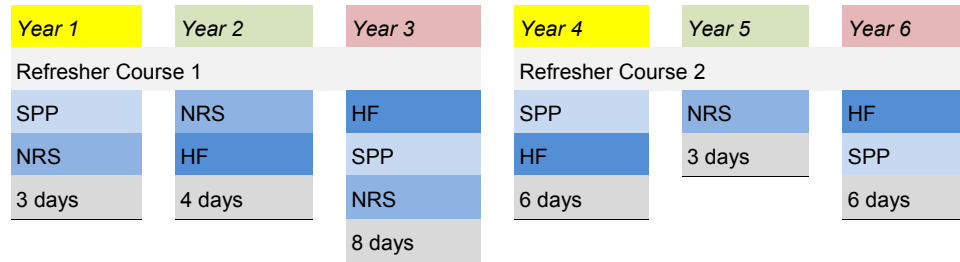 Year 1 Year 2 Year 3 Year 4 Year 5 Year 6
Refresher Course 1 Refresher Course 2
SPP NRS HF SPP NRS HF
NRS HF SPP HF 3 days SPP
3 days 4 days NRS 6 days 6 days
8 days